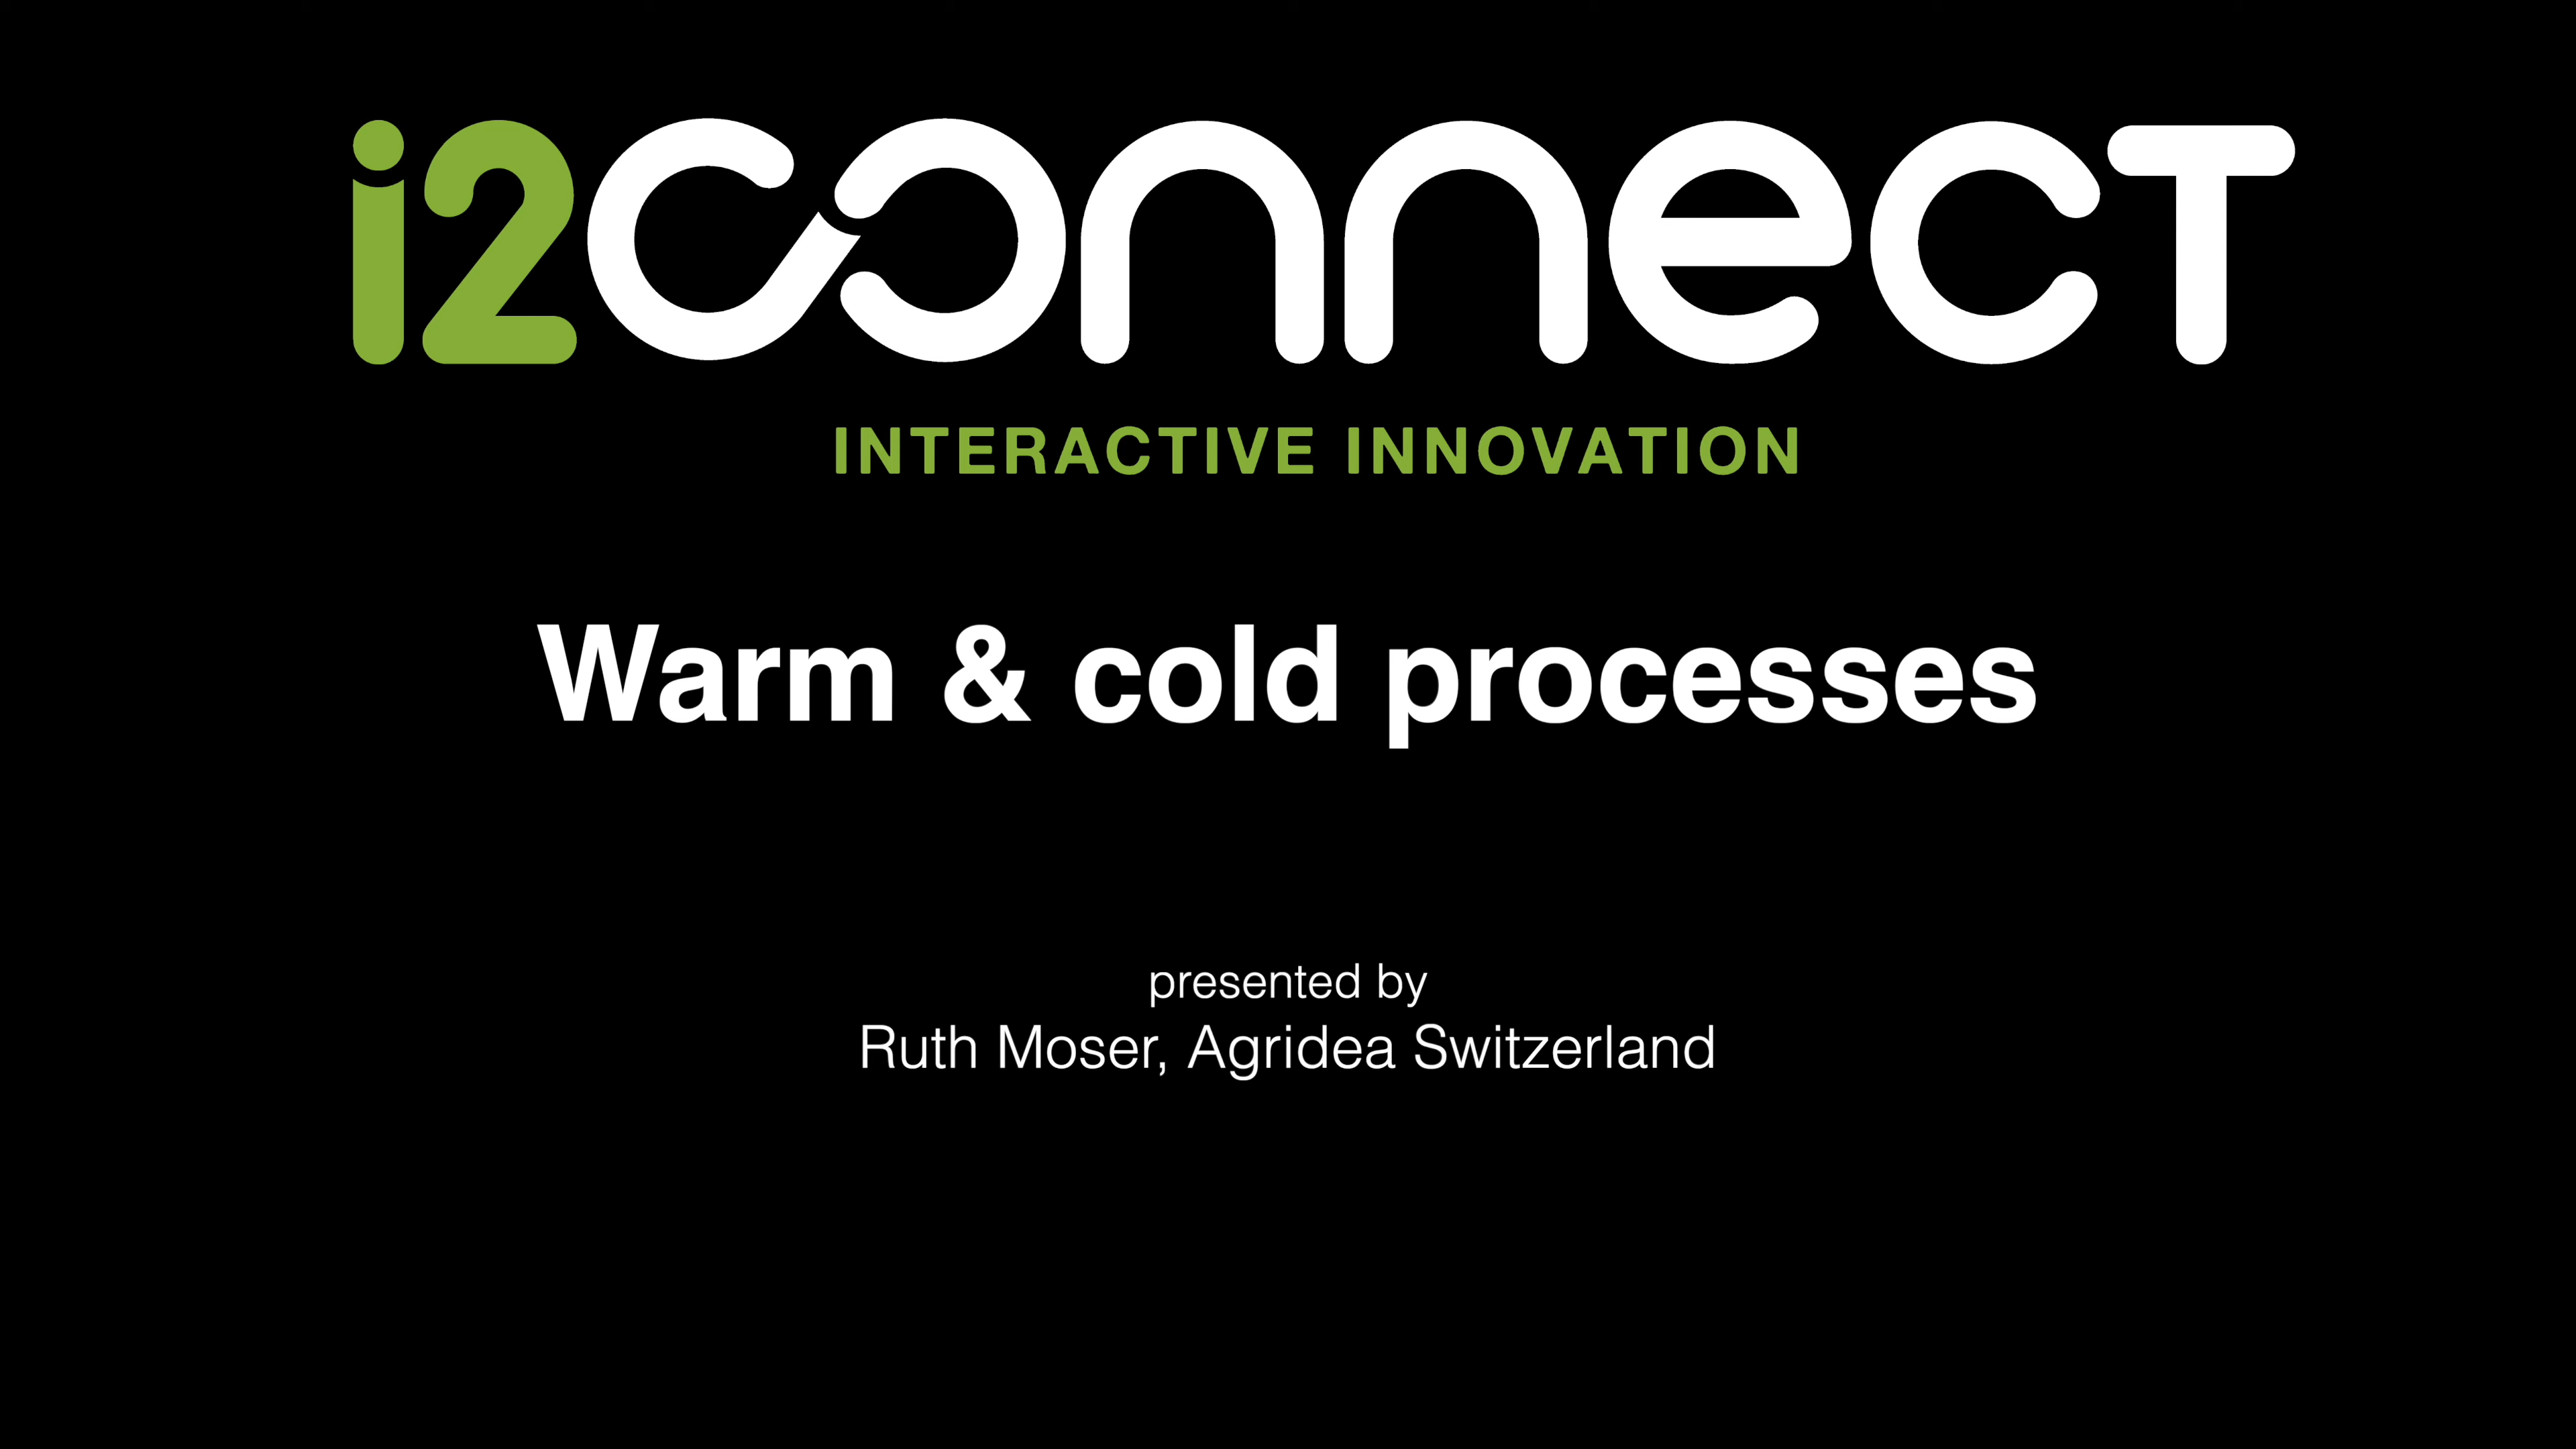 i2connect
INTERACTIVE INNOVATION
Warm & cold processes
presented by
Ruth Moser, Agridea Switzerland